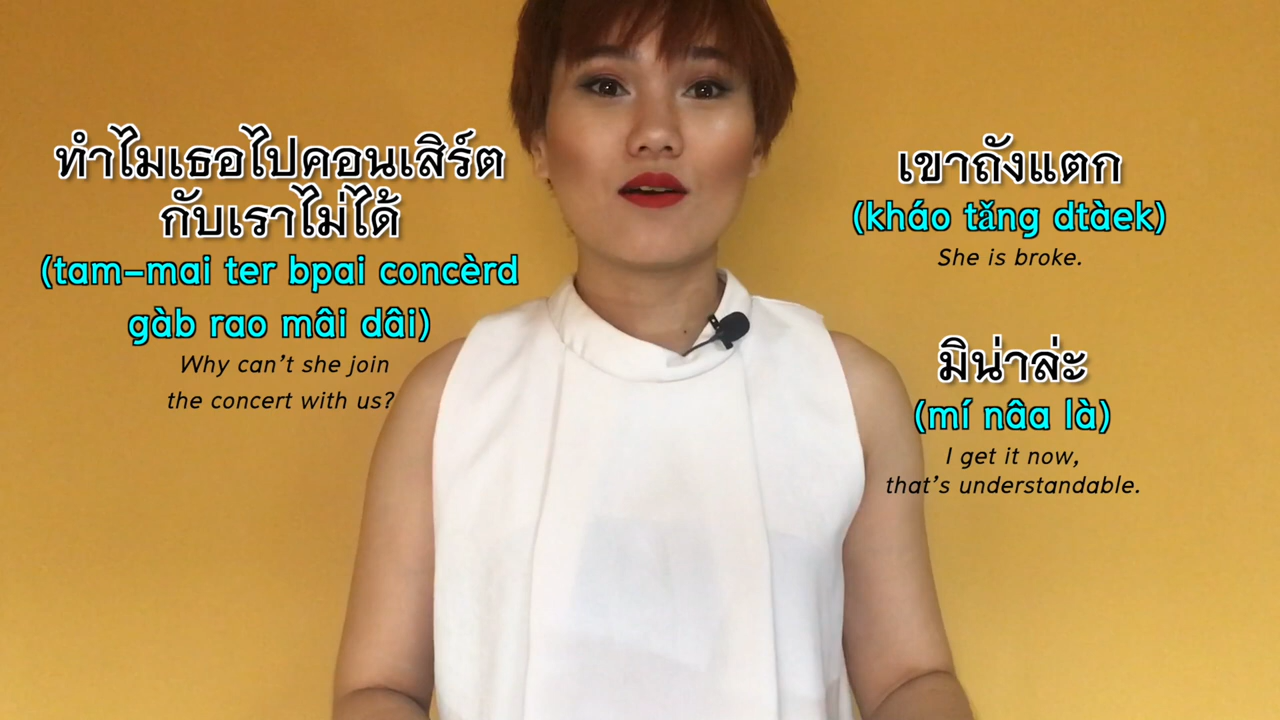 ทำไมเธอไปคอนเสิร์ต
กับเราไม่ได้
(tam-mai ter bpai concèrd
gàb rao mâi dâi)
Why can't she join
the concert with us?
เขาถังแตก
(kháo tǎng dtàek)
She is broke.
มิน่าล่ะ
(mí nâa là)
I get it now,
that's understandable.